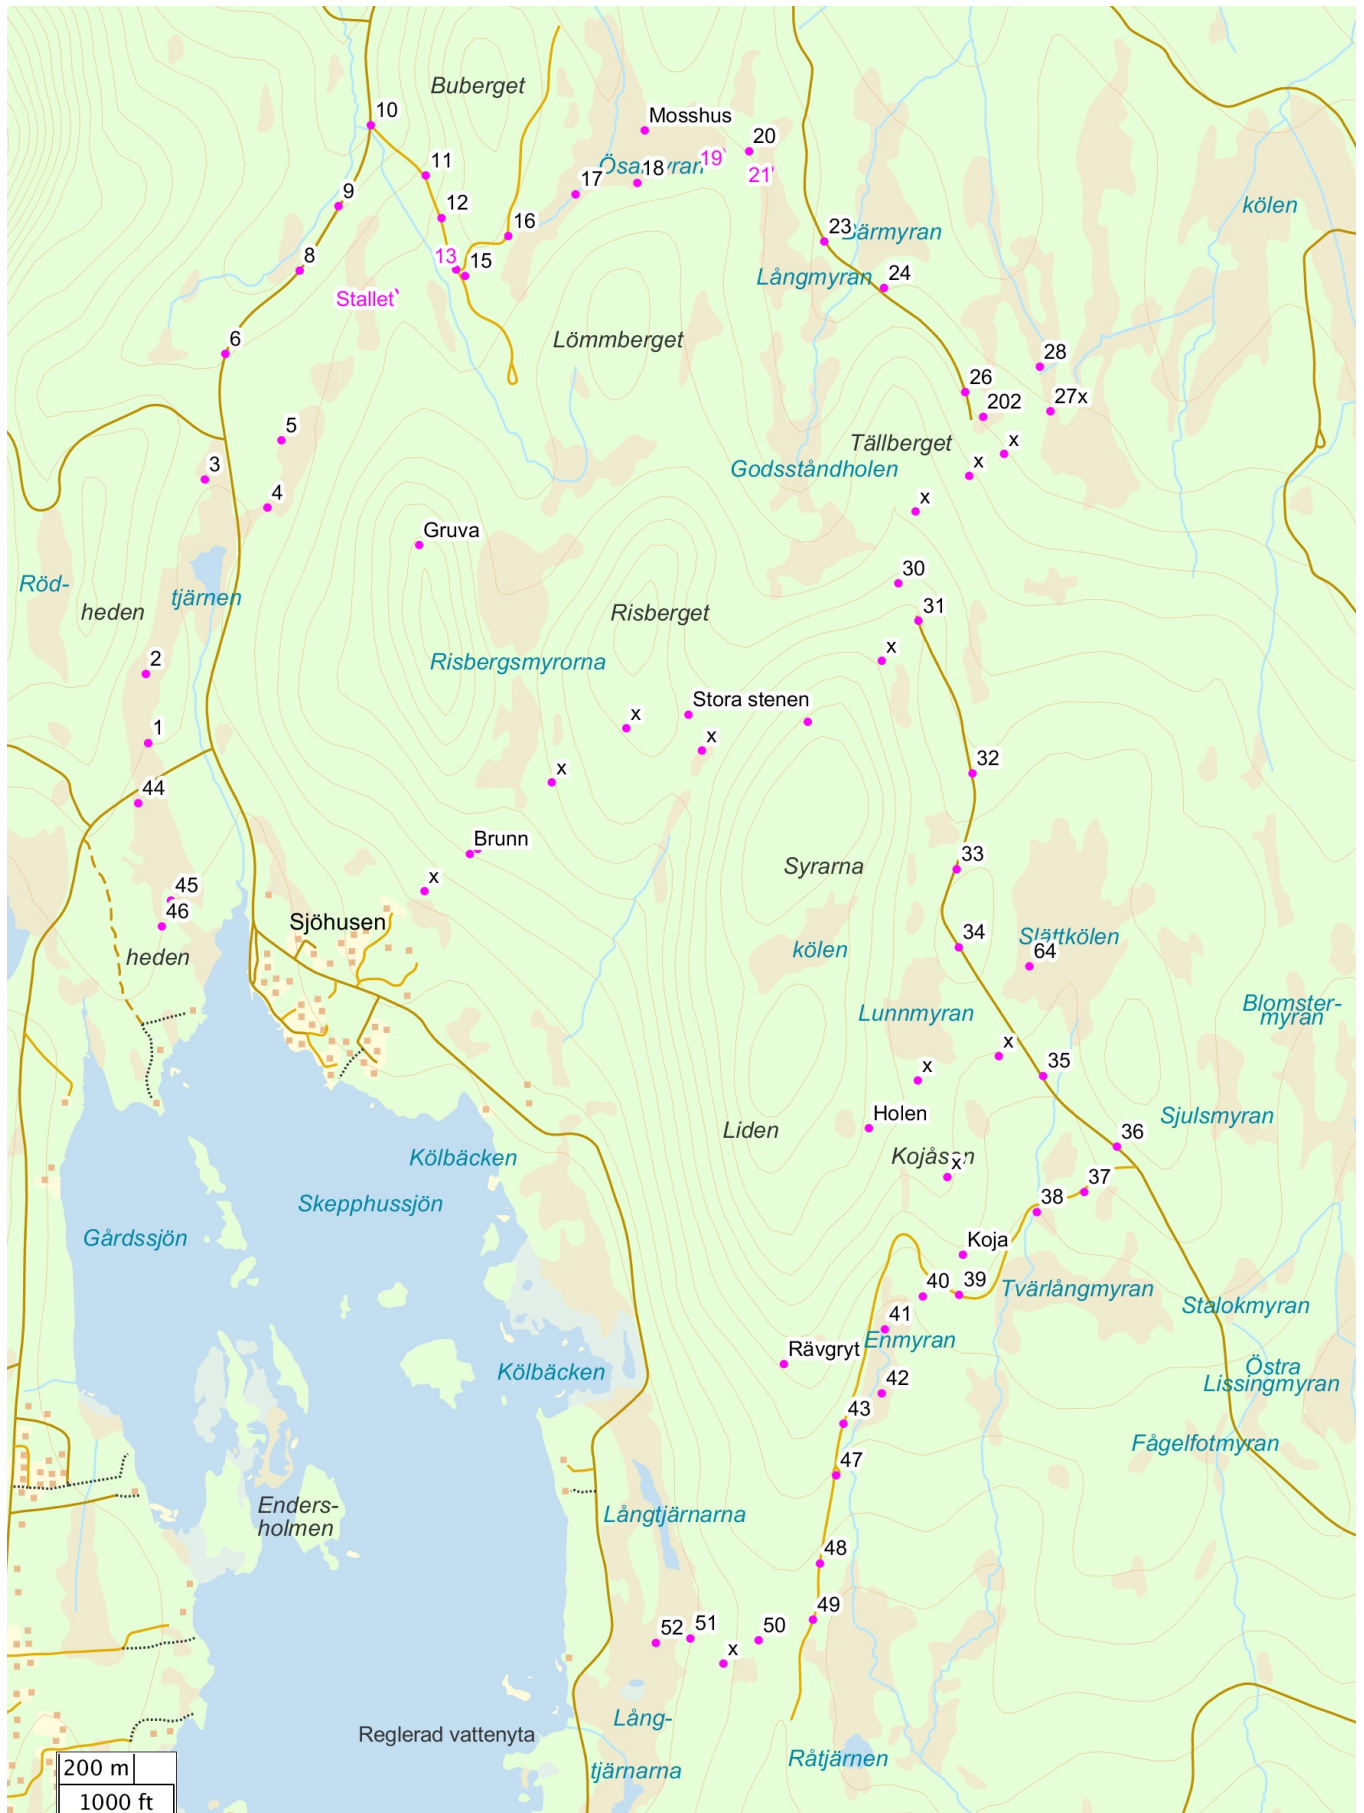 Buberget
10
Mosshus
11
20
Ösamyran
19
18
21
17
9
12
kölen
16
23
Bärmyran
13
15
8
Långmyran
24
Stallet
6
Lömmberget
28
26
27x
202
5
Tällberget
x
3
Godsståndholen
x
4
x
Gruva
Röd-
tjärnen
heden
30
31
Risberget
2
Risbergsmyrorna
x
Stora stenen
x
x
1
x
32
44
Brunn
33
Syrarna
x
45
46
Sjöhusen
34
Slättkölen
heden
kölen
64
Blomster-
myran
Lunnmyran
x
35
x
Holen
Sjulsmyran
Liden
36
Kölbäcken
Kojåsen
x
37
Skepphussjön
38
Gårdssjön
Koja
40
39
Tvärlångmyran
Stalokmyran
41
Enmyran
Rävgryt
Kölbäcken
Östra
Lissingmyran
42
43
Fågelfotmyran
47
Enders-
holmen
Långtjärnarna
48
49
52
51
50
x
Lång-
tjärnarna
Reglerad vattenyta
Råtjärnen
200 m
1000 ft